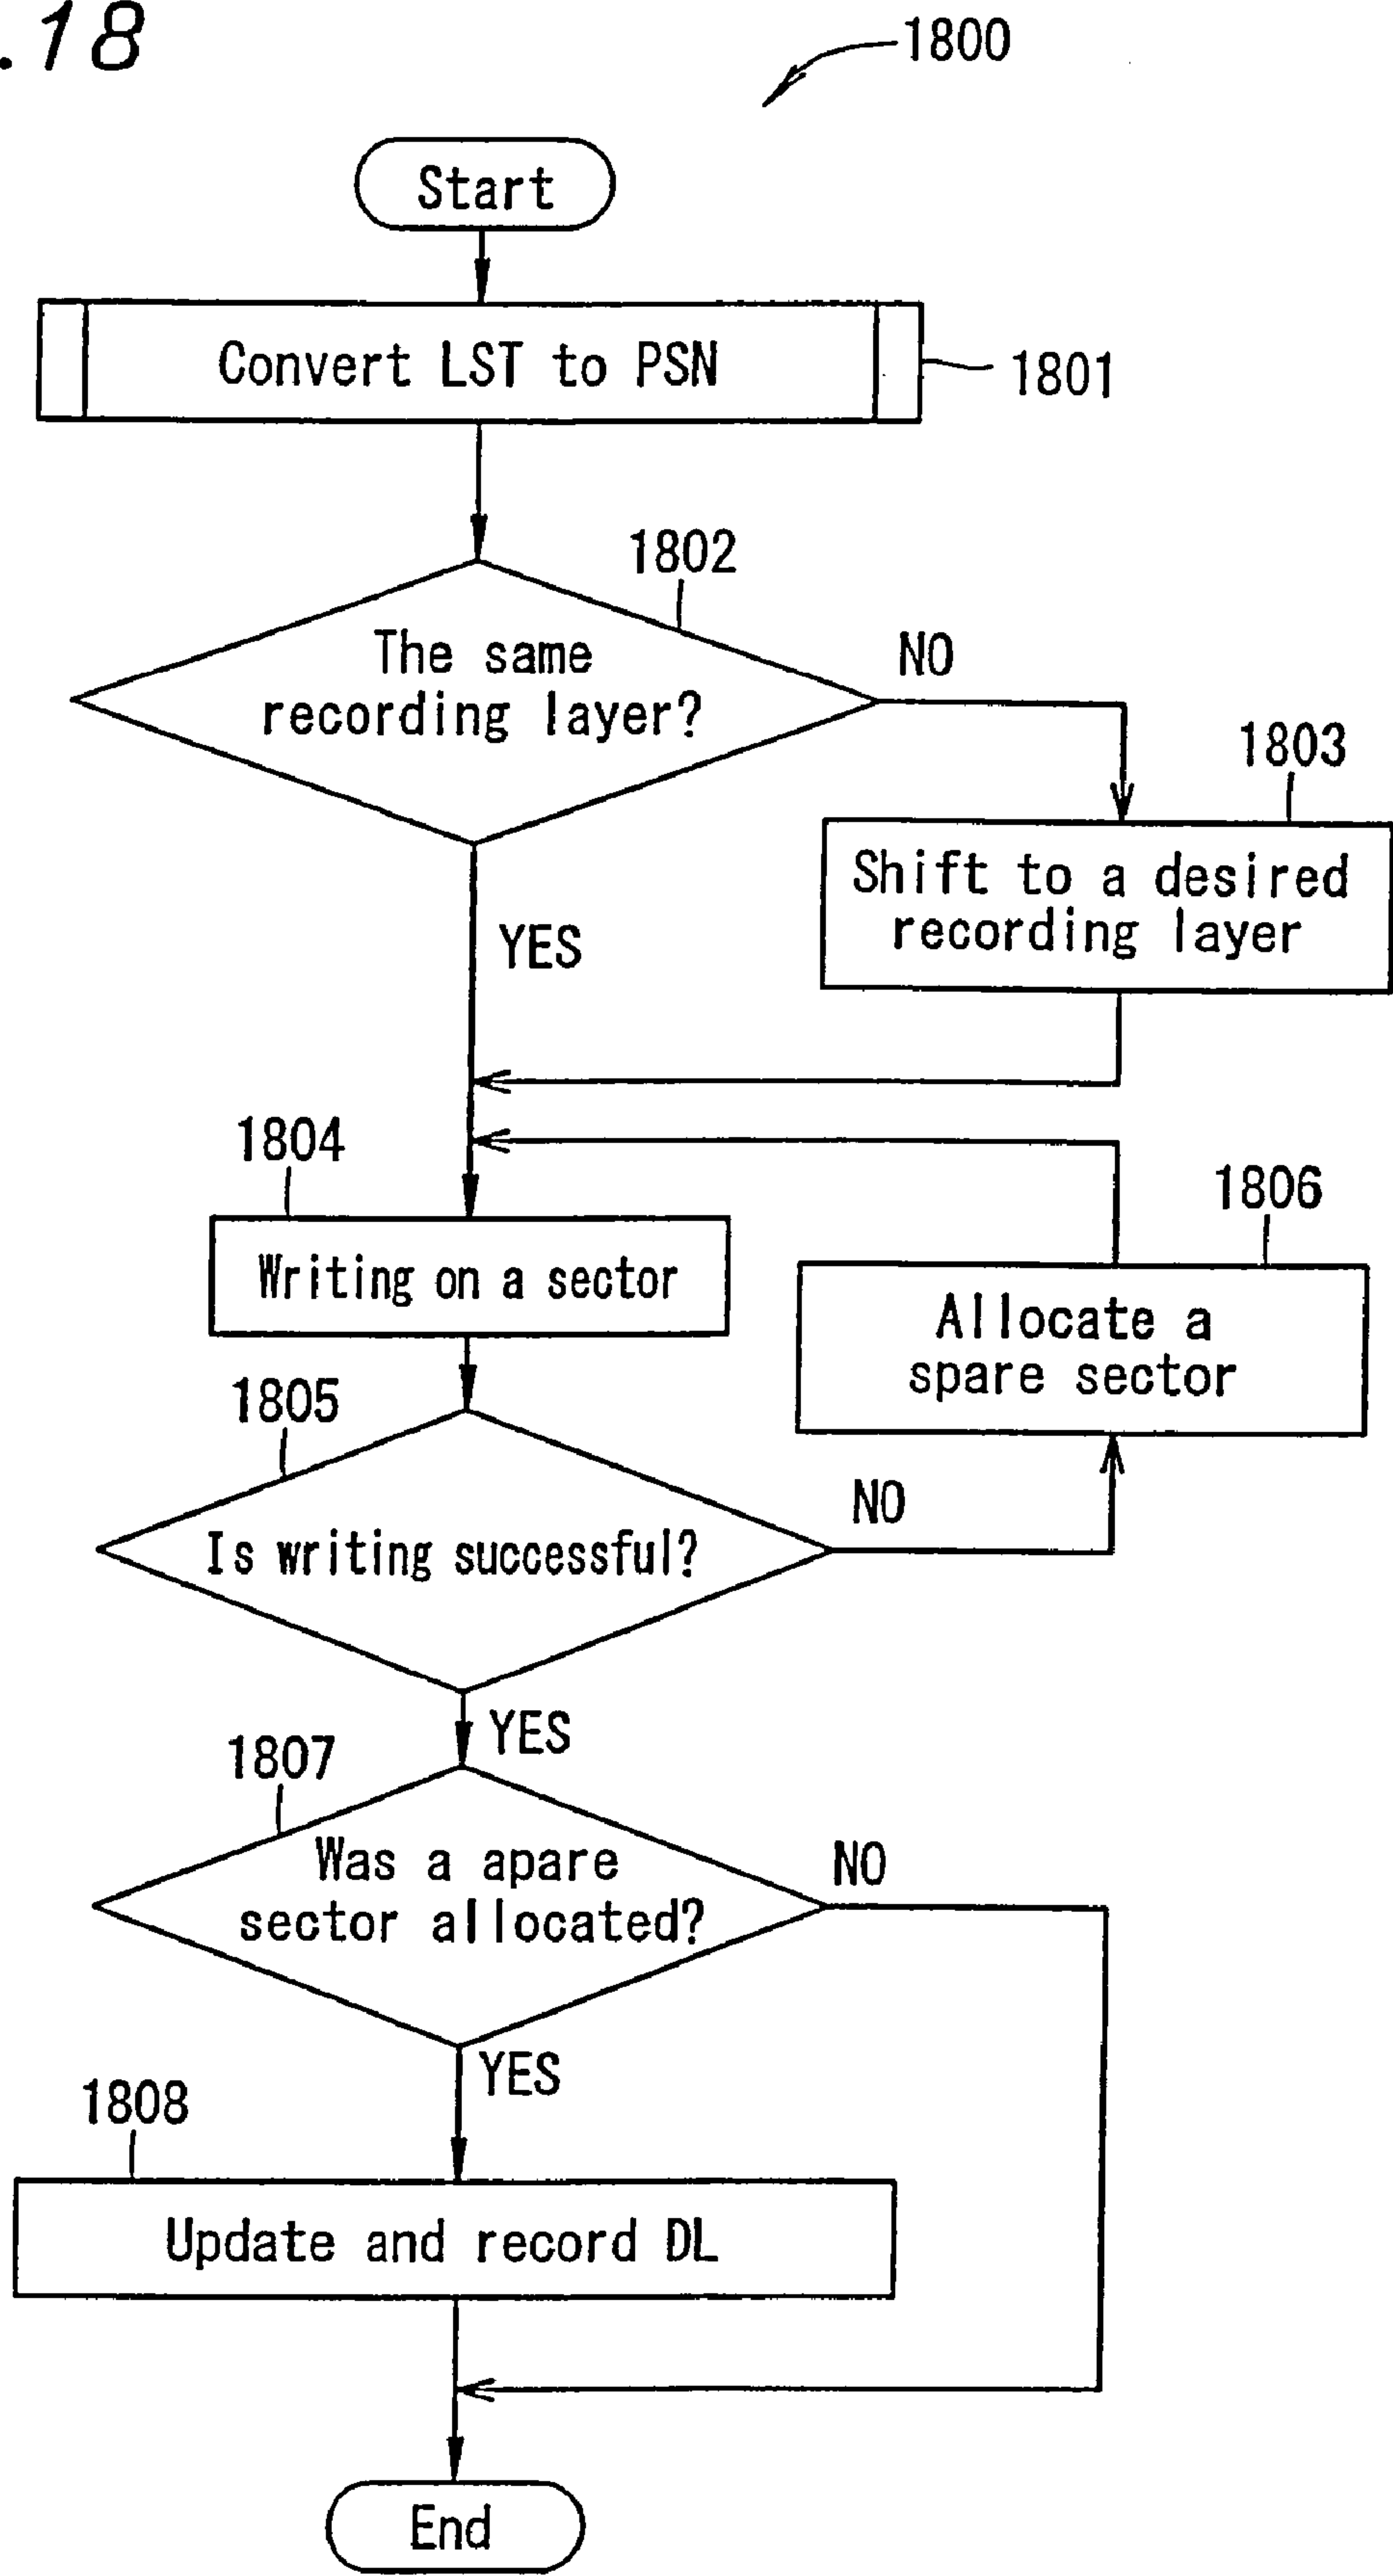 .18
1800
Start
Convert LST to PSN
1801
1802
The same
recording layer?
NO
1803
Shift to a desired
recording layer
YES
1804
Writing on a sector
1806
Allocate a
spare sector
1805
Is writing successful?
NO
YES
1807
Was a apare
sector allocated?
NO
YES
1808
Update and record DL
End